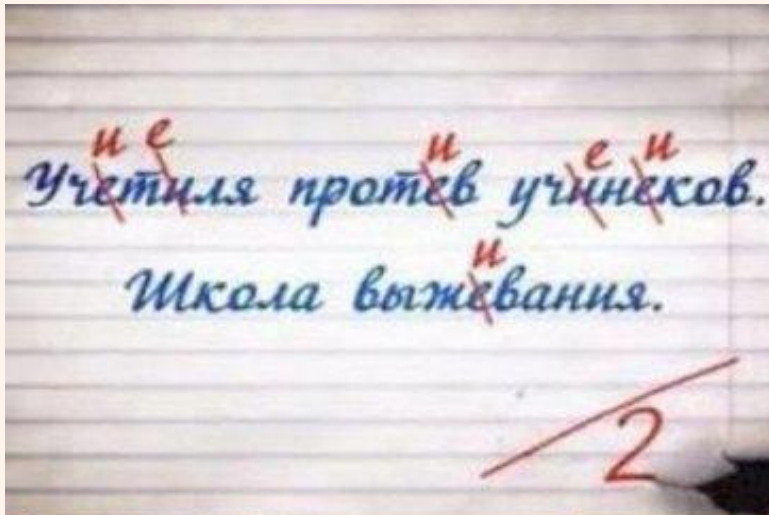 и е и е и
Учетиля протев учинеков.
и
Школа выжевания.
2